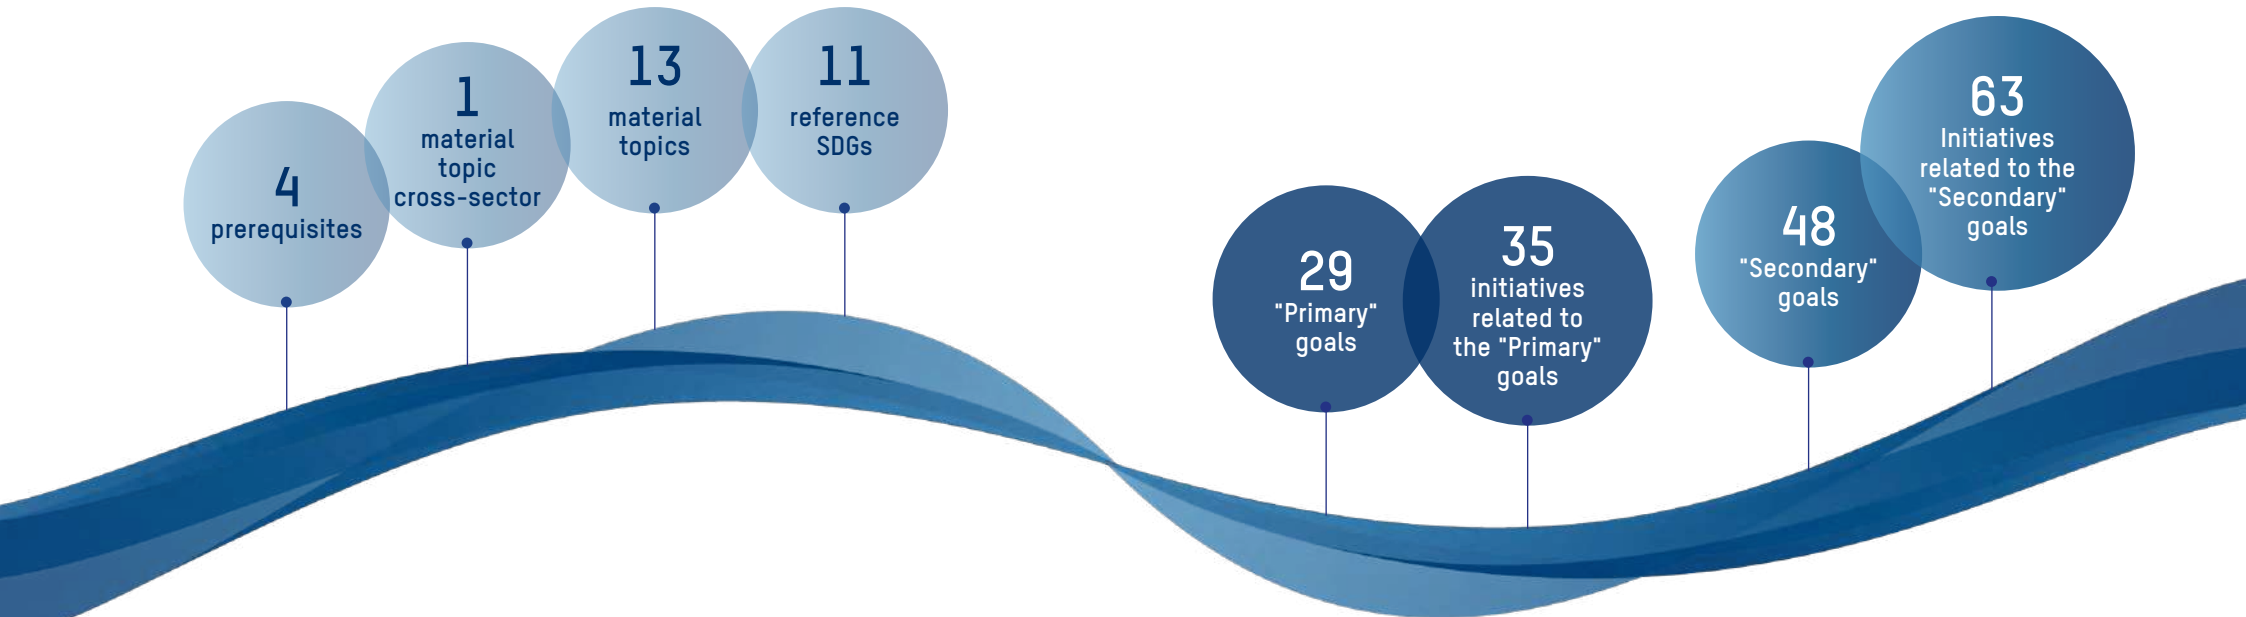 4
prerequisites
1
material
topic
cross-sector
13
material
topics
11
reference
SDGs
29
"Primary"
goals
35
initiatives
related to
the "Primary"
goals
48
"Secondary"
goals
63
Initiatives
related to the
"Secondary"
goals